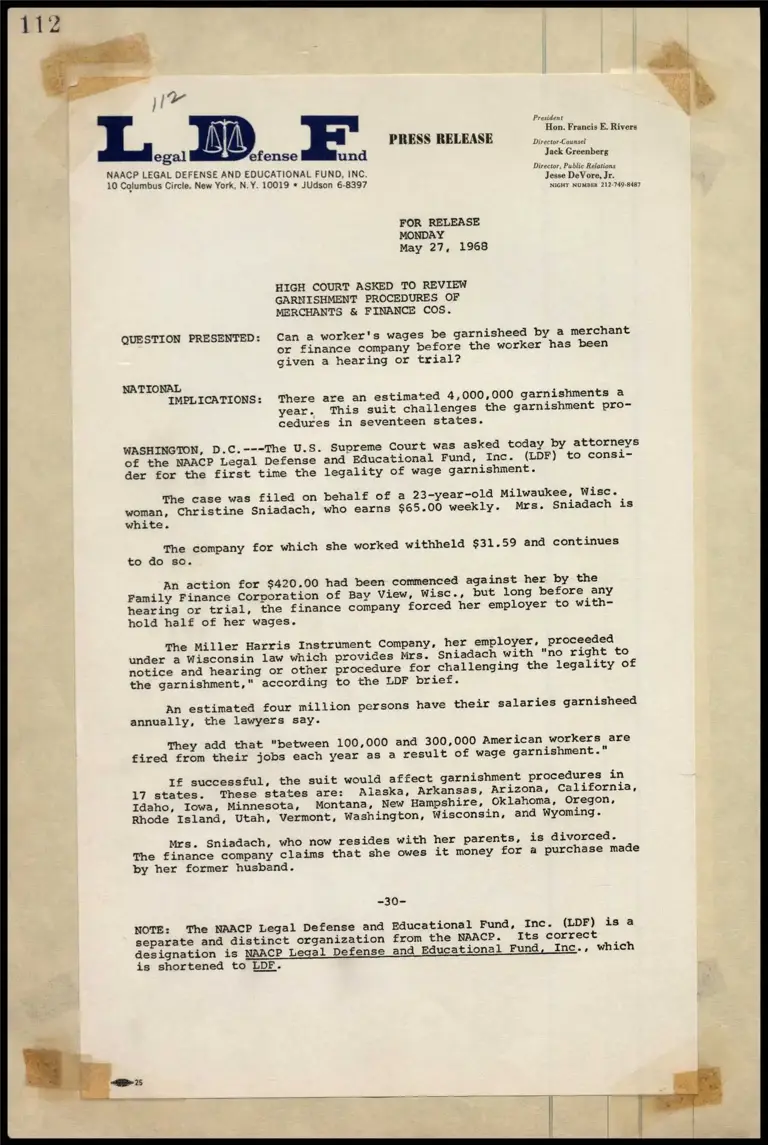 112
112
Legal Defense Fund
PRESS RELEASE
President
Hon. Francis E. Rivers
Director-Counsel
Jack Greenberg
Director, Public Relations
Jesse DeVore, Jr.
NIGHT NUMBER 212-749-8487
NAACP LEGAL DEFENSE AND EDUCATIONAL FUND, INC.
10 Columbus Circle, New York, N.Y. 10019 • JUdson 6-8397
FOR RELEASE
MONDAY
May 27, 1968
HIGH COURT ASKED TO REVIEW
GARNISHMENT PROCEDURES OF
MERCHANTS & FINANCE COS.
QUESTION PRESENTED: Can a worker's wages be garnisheed by a merchant
or finance company before the worker has been
given a hearing or trial?
NATIONAL
IMPLICATIONS: There are an estimated 4,000,000 garnishments a
year. This suit challenges the garnishment pro-
cedures in seventeen states.
WASHINGTON, D.C.---The U.S. Supreme Court was asked today by attorneys
of the NAACP Legal Defense and Educational Fund, Inc. (LDF) to consi-
der for the first time the legality of wage garnishment.
The case was filed on behalf of a 23-year-old Milwaukee, Wisc.
woman, Christine Sniadach, who earns $65.00 weekly. Mrs. Sniadach is
white.
The company for which she worked withheld $31.59 and continues
to do so.
An action for $420.00 had been commenced against her by the
Family Finance Corporation of Bay View, Wisc., but long before any
hearing or trial, the finance company forced her employer to with-
hold half of her wages.
The Miller Harris Instrument Company, her employer, proceeded
under a Wisconsin law which provides Mrs. Sniadach with "no right to
notice and hearing or other procedure for challenging the legality of
the garnishment," according to the LDF brief.
An estimated four million persons have their salaries garnisheed
annually, the lawyers say.
They add that "between 100,000 and 300,000 American workers are
fired from their jobs each year as a result of wage garnishment."
If successful, the suit would affect garnishment procedures in
17 states. These states are: Alaska, Arkansas, Arizona, California,
Idaho, Iowa, Minnesota, Montana, New Hampshire, Oklahoma, Oregon,
Rhode Island, Utah, Vermont, Washington, Wisconsin, and Wyoming.
Mrs. Sniadach, who now resides with her parents, is divorced.
The finance company claims that she owes it money for a purchase made
by her former husband.
-30-
NOTE: The NAACP Legal Defense and Educational Fund, Inc. (LDF) is a
separate and distinct organization from the NAACP. Its correct
designation is NAACP Legal Defense and Educational Fund, Inc., which
is shortened to LDF.
25